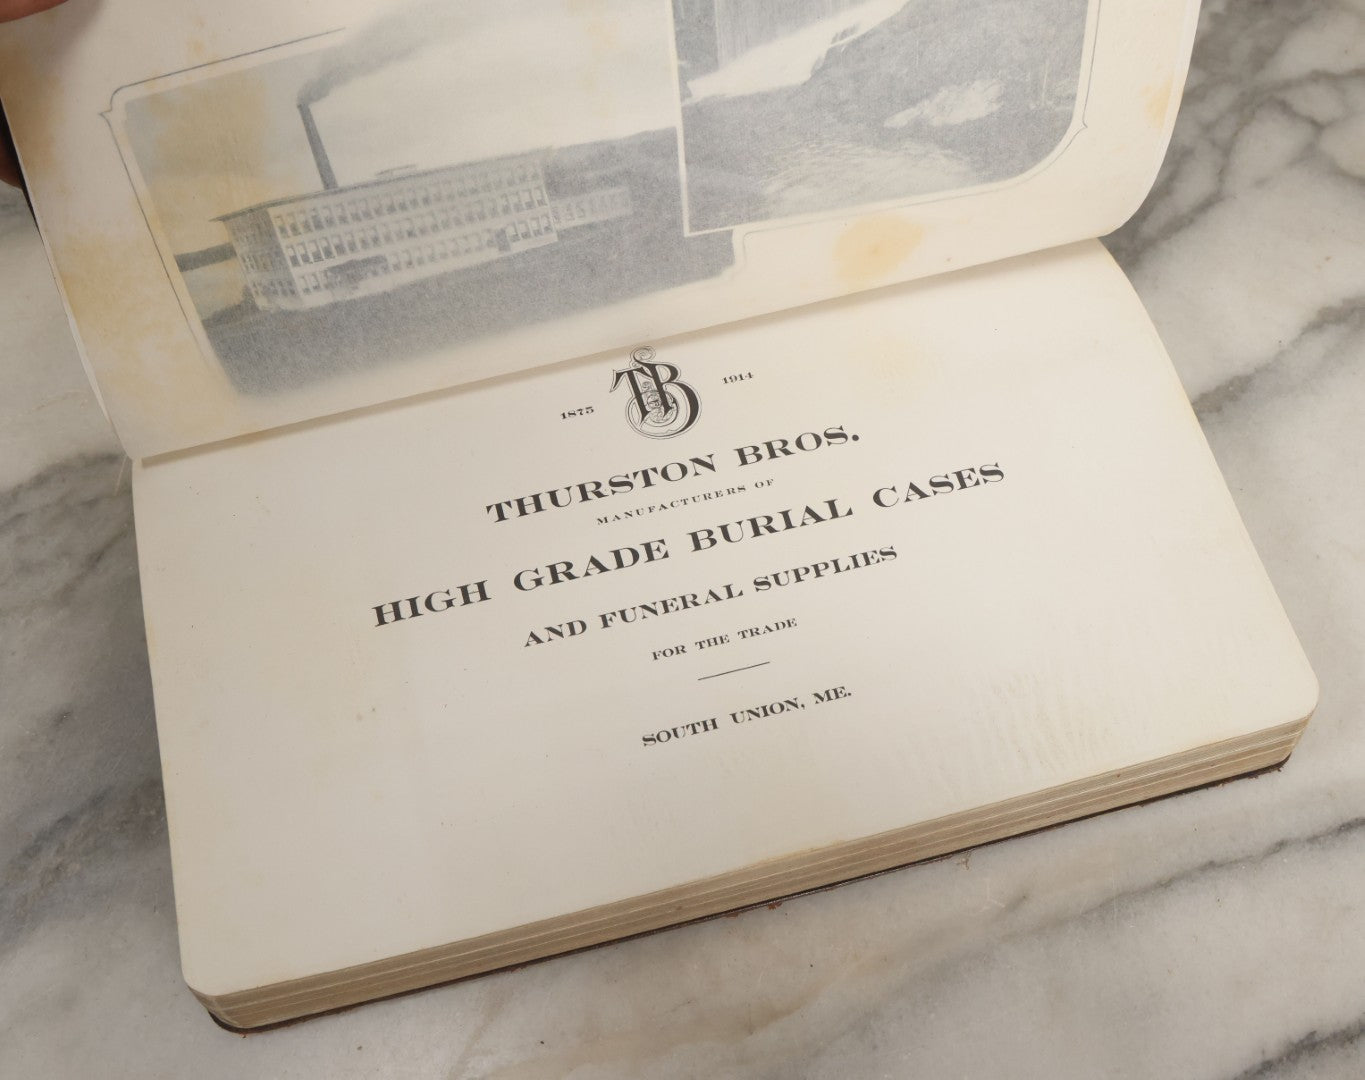 1875 TB 1914
THURSTON BROS.
MANUFACTURERS OF
HIGH GRADE BURIAL CASES
AND FUNERAL SUPPLIES
FOR THE TRADE
SOUTH UNION, ME.